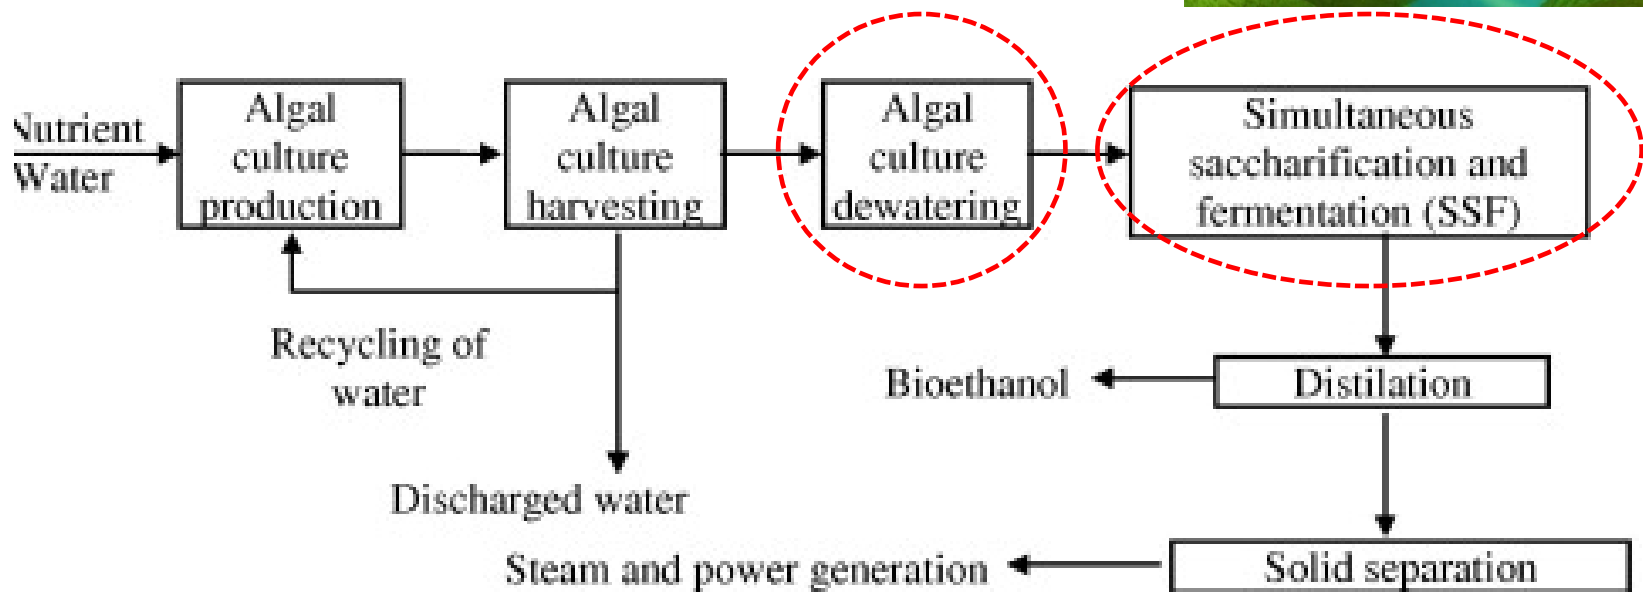 Nutrient
Water
Algal
culture
production
Algal
culture
harvesting
Algal
culture
dewatering
Simultaneous
saccharification and
fermentation (SSF)
Recycling of
water
Discharged water
Bioethanol
Distilation
Steam and power generation
Solid separation